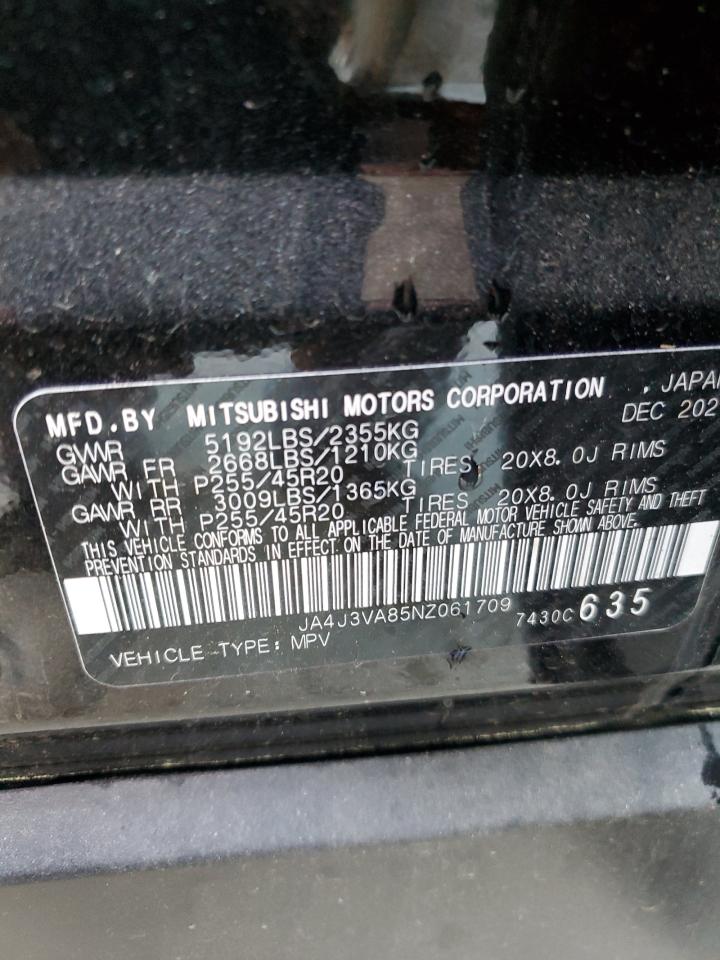 MFD.BY MITSUBISHI MOTORS CORPORATION , JAPAN
DEC 202
GVWR 5192LBS/2355KG
GAWR FR 2668LBS/1210KG
WITH P255/45R20 TIRES 20X8.0J RIMS
GAWR RR 3009LBS/1365KG
WITH P255/45R20 TIRES 20X8.0J RIMS
THIS VEHICLE CONFORMS TO ALL APPLICABLE FEDERAL MOTOR VEHICLE SAFETY AND THEFT
PREVENTION STANDARDS IN EFFECT ON THE DATE OF MANUFACTURE SHOWN ABOVE.
JA4J3VA85NZ061709 7430C 635
VEHICLE TYPE: MPV